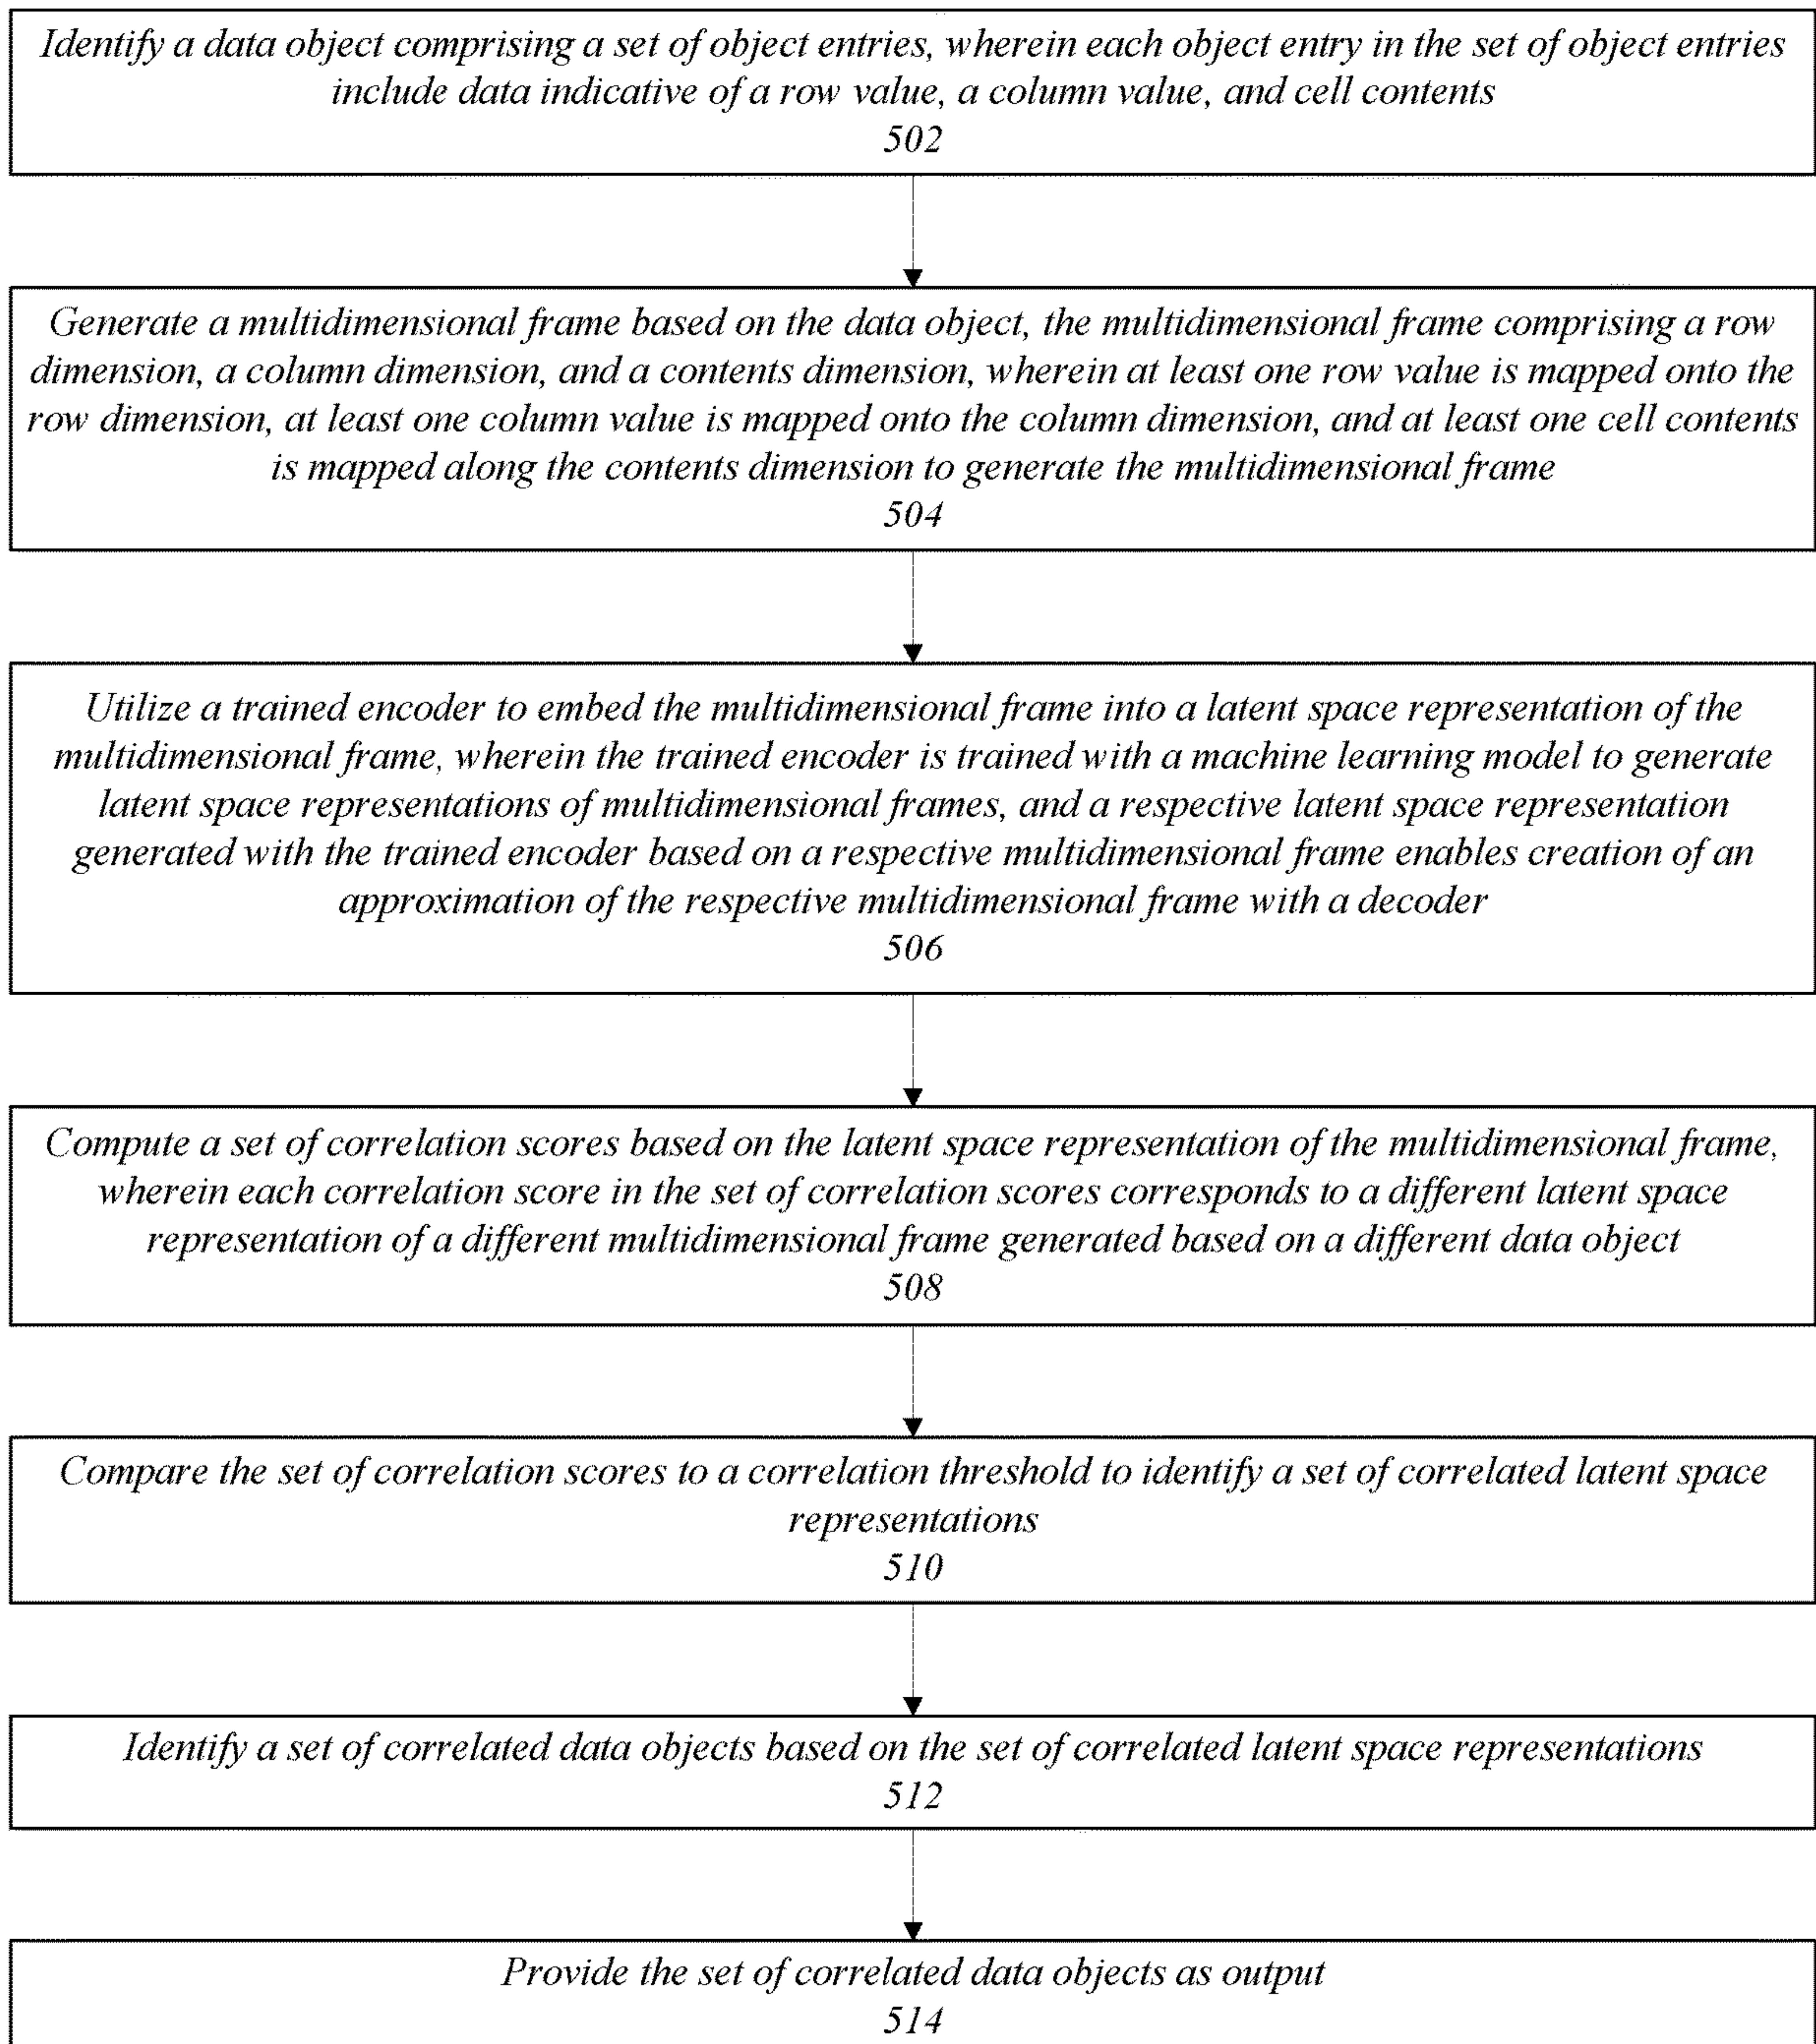 Identify a data object comprising a set of object entries, wherein each object entry in the set of object entries
include data indicative of a row value, a column value, and cell contents
502
Generate a multidimensional frame based on the data object, the multidimensional frame comprising a row
dimension, a column dimension, and a contents dimension, wherein at least one row value is mapped onto the
row dimension, at least one column value is mapped onto the column dimension, and at least one cell contents
is mapped along the contents dimension to generate the multidimensional frame
504
Utilize a trained encoder to embed the multidimensional frame into a latent space representation of the
multidimensional frame, wherein the trained encoder is trained with a machine learning model to generate
latent space representations of multidimensional frames, and a respective latent space representation
generated with the trained encoder based on a respective multidimensional frame enables creation of an
approximation of the respective multidimensional frame with a decoder
506
Compute a set of correlation scores based on the latent space representation of the multidimensional frame,
wherein each correlation score in the set of correlation scores corresponds to a different latent space
representation of a different multidimensional frame generated based on a different data object
508
Compare the set of correlation scores to a correlation threshold to identify a set of correlated latent space
representations
510
Identify a set of correlated data objects based on the set of correlated latent space representations
512
Provide the set of correlated data objects as output
514